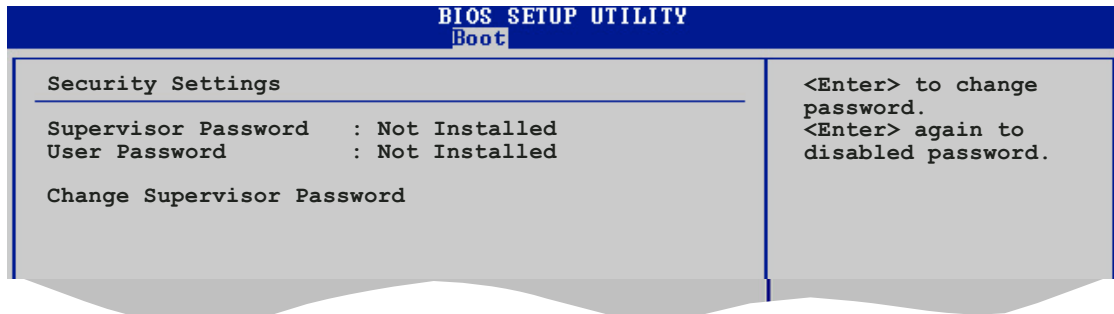 BIOS SETUP UTILITY
Boot
Security Settings
Supervisor Password : Not Installed
User Password : Not Installed
Change Supervisor Password
<Enter> to change
password.
<Enter> again to
disabled password.